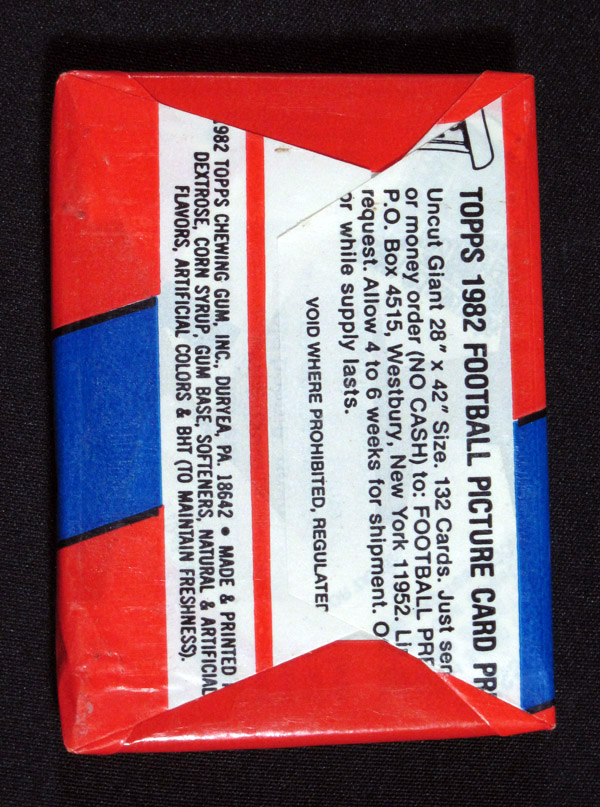 TOPPS 1982 FOOTBALL PICTURE CARD PR
Uncut Giant 28" x 42" Size. 132 Cards. Just sen
or money order (NO CASH) to: FOOTBALL PRE
P.O. Box 4515, Westbury, New York 11952. Li
request. Allow 4 to 6 weeks for shipment. O
or while supply lasts.
VOID WHERE PROHIBITED, REGULATED
1982 TOPPS CHEWING GUM, INC., DURYEA, PA. 18642 • MADE & PRINTED
DEXTROSE, CORN SYRUP, GUM BASE, SOFTENERS, NATURAL & ARTIFICIAL
FLAVORS, ARTIFICIAL COLORS & BHT (TO MAINTAIN FRESHNESS).